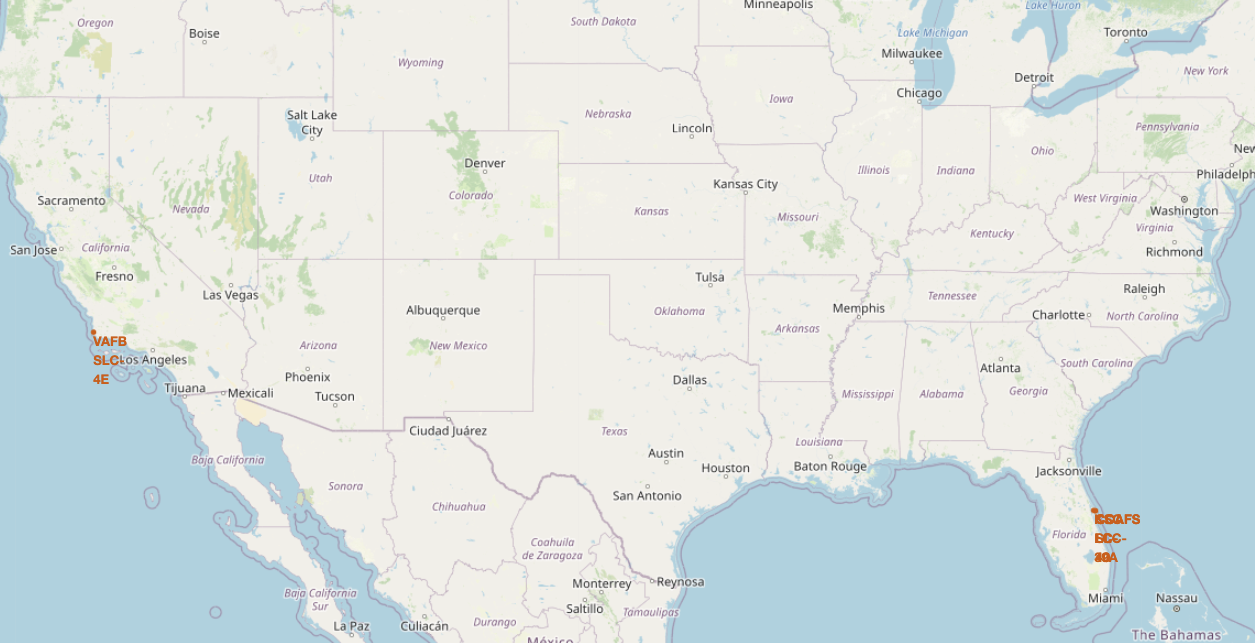 Minneapolis
Lake Huron
Oregon
South Dakota
Boise
Lake Michigan
Toronto
Milwaukee
Wyoming
New York
Detroit
Chicago
Iowa
Salt Lake
City
Nebraska
Lincoln
Pennsylvania
Ohio
Denver
Illinois
Indiana
Utah
Kansas City
Philadelph
Colorado
West Virginia
Sacramento
Nevada
Kansas
Missouri
Washington
Virginia
San Jose
California
Kentucky
Richmond
Fresno
Tulsa
Las Vegas
Raleigh
Tennessee
Albuquerque
Oklahoma
Memphis
Charlotte
North Carolina
Arkansas
VAFB
SLC-
4E
Los Angeles
Arizona
New Mexico
South Carolina
Atlanta
Phoenix
Dallas
Tijuana
Mexicali
Tucson
Mississippi
Alabama
Georgia
Ciudad Juárez
Texas
Louisiana
Austin
Baja California
Houston
Baton Rouge
Jacksonville
Sonora
San Antonio
Chihuahua
Florida
Coahuila
de Zaragoza
Monterrey
Reynosa
Baja California
Sur
Miami
Nassau
Saltillo
Tamaulipas
Durango
La Paz
Culiacán
México
The Bahamas